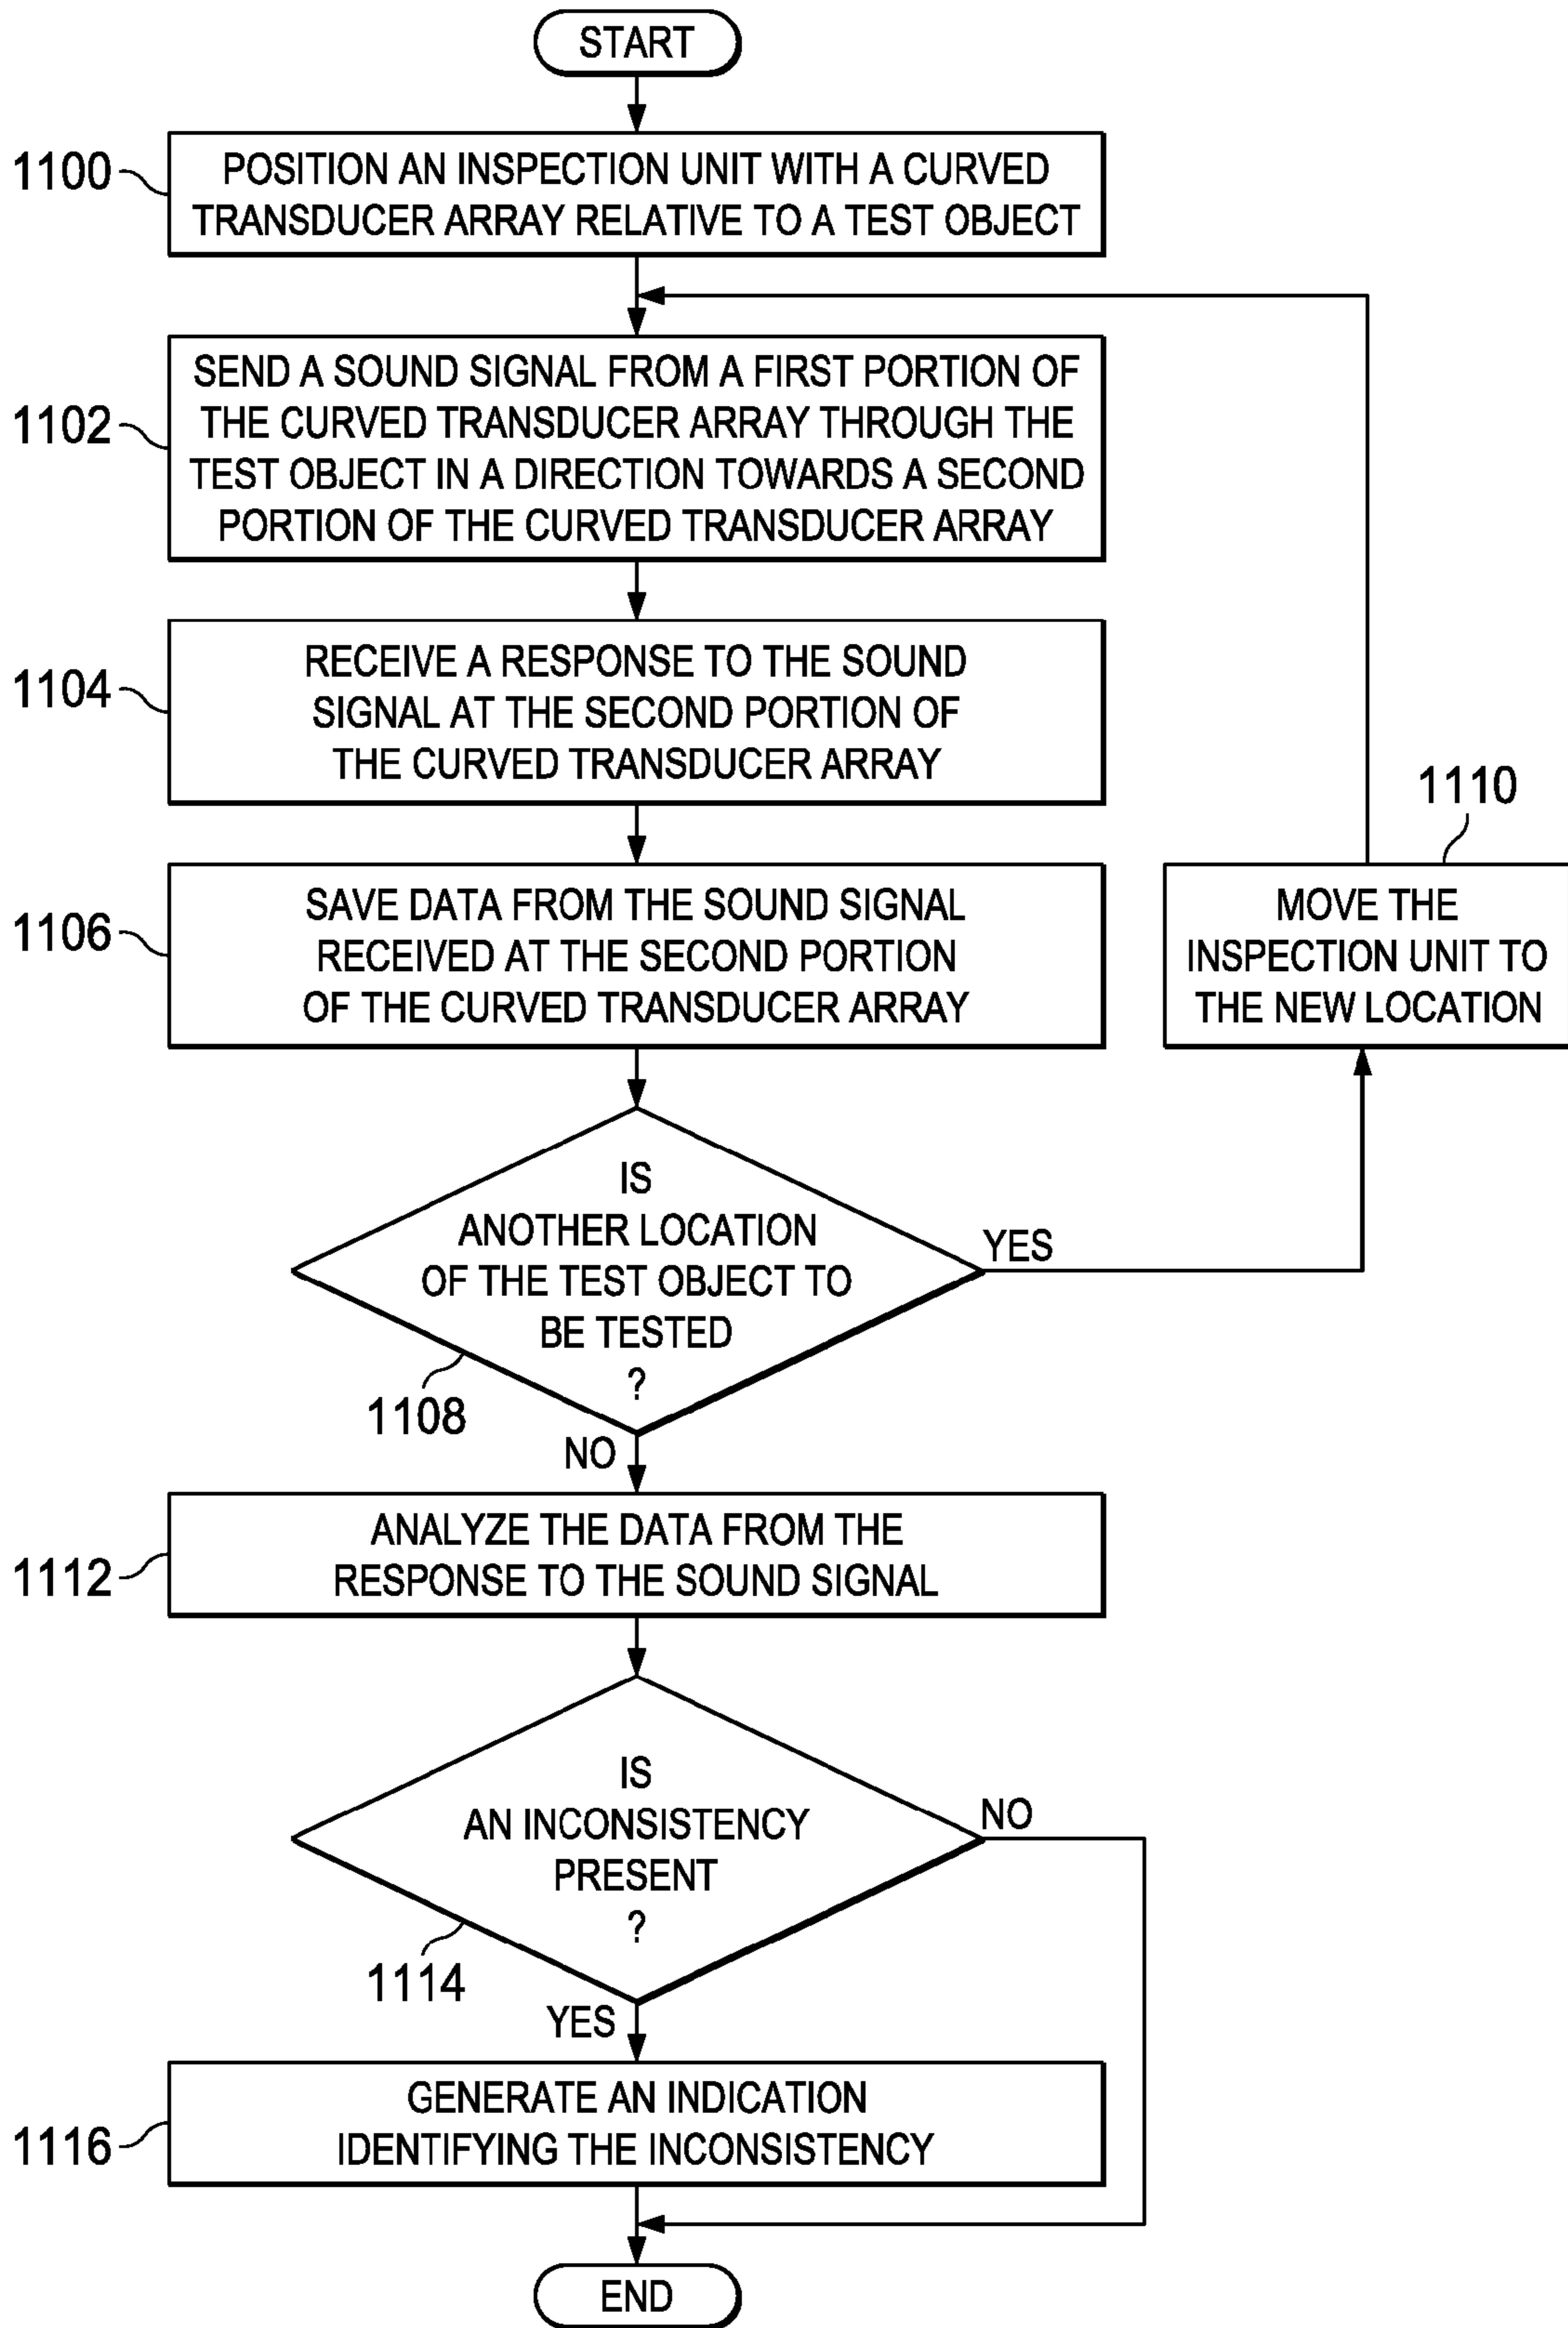 START
1100
POSITION AN INSPECTION UNIT WITH A CURVED
TRANSDUCER ARRAY RELATIVE TO A TEST OBJECT
1102
SEND A SOUND SIGNAL FROM A FIRST PORTION OF
THE CURVED TRANSDUCER ARRAY THROUGH THE
TEST OBJECT IN A DIRECTION TOWARDS A SECOND
PORTION OF THE CURVED TRANSDUCER ARRAY
1104
RECEIVE A RESPONSE TO THE SOUND
SIGNAL AT THE SECOND PORTION OF
THE CURVED TRANSDUCER ARRAY
1106
SAVE DATA FROM THE SOUND SIGNAL
RECEIVED AT THE SECOND PORTION
OF THE CURVED TRANSDUCER ARRAY
1110
MOVE THE
INSPECTION UNIT TO
THE NEW LOCATION
IS
ANOTHER LOCATION
OF THE TEST OBJECT TO
BE TESTED
?
YES
1108
NO
1112
ANALYZE THE DATA FROM THE
RESPONSE TO THE SOUND SIGNAL
IS
AN INCONSISTENCY
PRESENT
?
NO
1114
YES
1116
GENERATE AN INDICATION
IDENTIFYING THE INCONSISTENCY
END